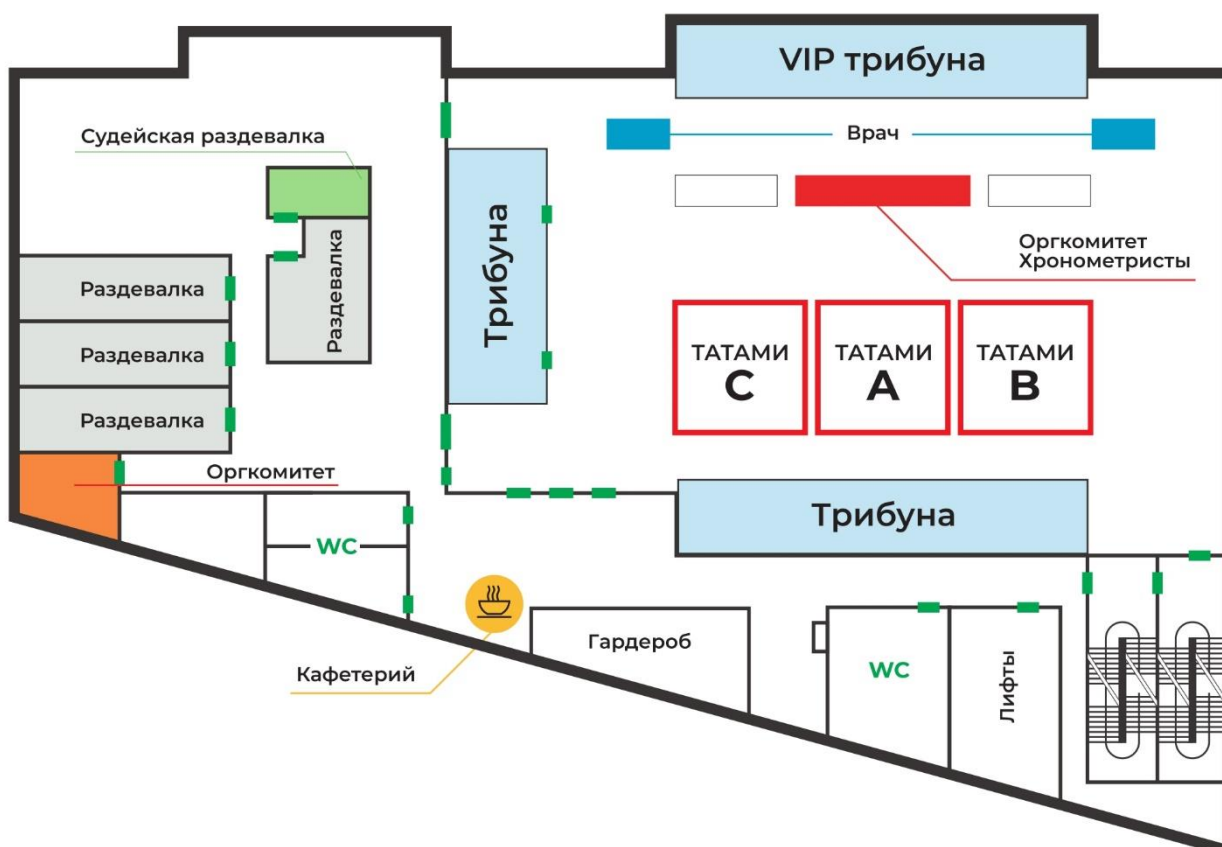 VIP трибуна
Врач
Судейская раздевалка
Оргкомитет
Хронометристы
Трибуна
Раздевалка
Раздевалка
Раздевалка
Раздевалка
ТАТАМИ
C
ТАТАМИ
A
ТАТАМИ
B
Оргкомитет
Трибуна
WC
Кафетерий
Гардероб
WC
Лифты